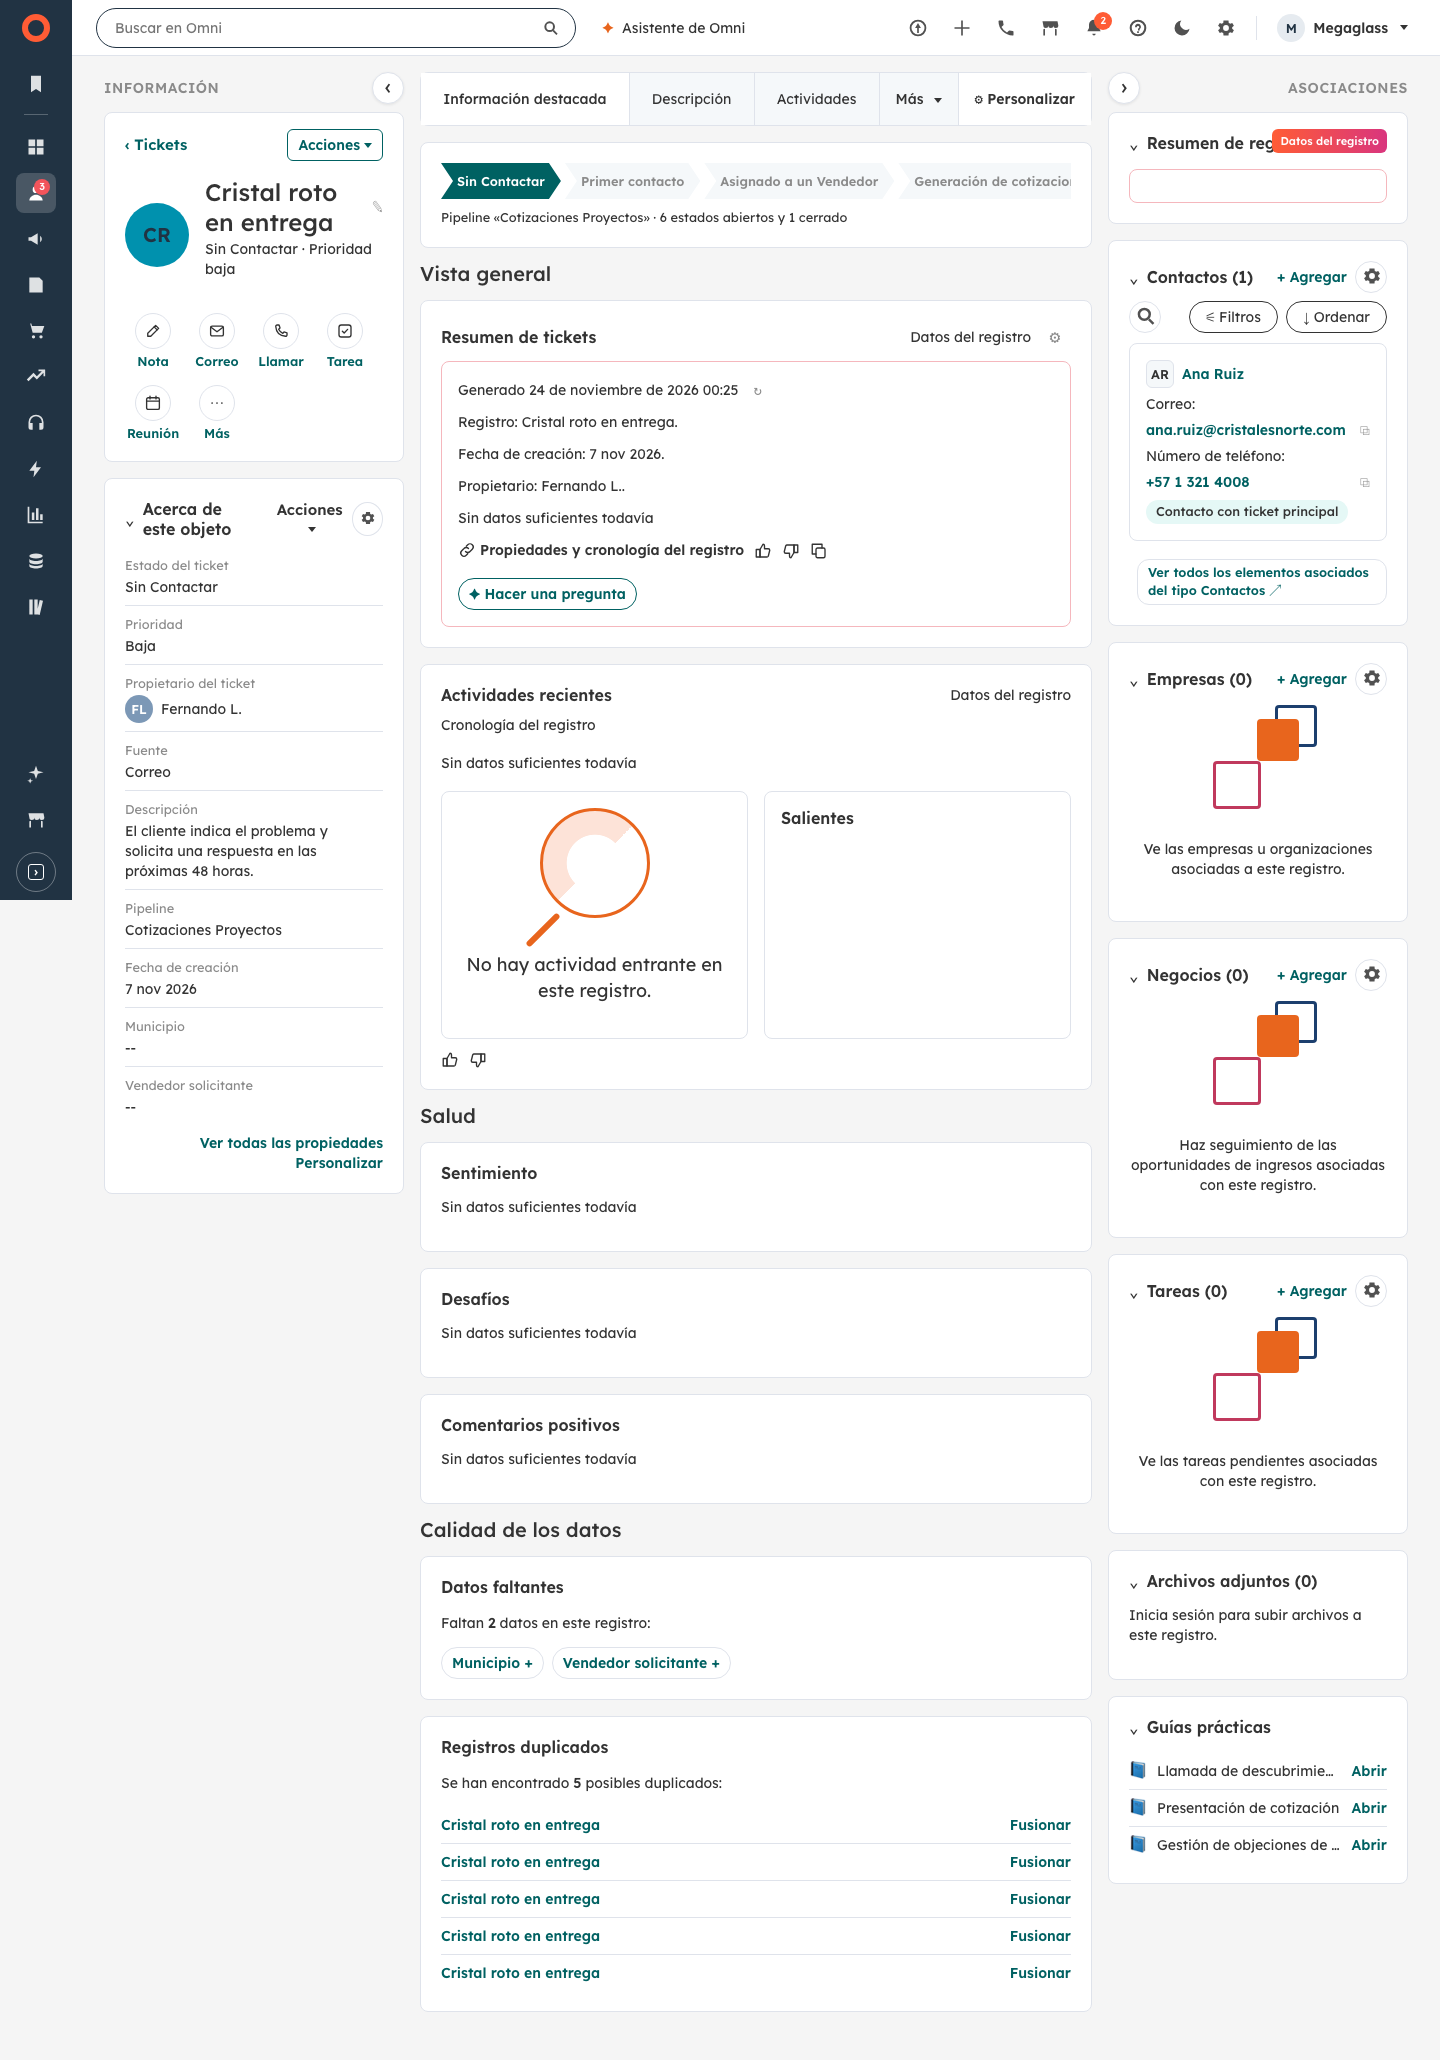 Buscar en Omni
Asistente de Omni
2
M
Megaglass
3
INFORMACIÓN
‹ Tickets
Acciones
CR
Cristal roto
en entrega
Sin Contactar · Prioridad
baja
Nota
Correo
Llamar
Tarea
Reunión
Más
Acerca de
este objeto
Acciones
Estado del ticket
Sin Contactar
Prioridad
Baja
Propietario del ticket
FL
Fernando L.
Fuente
Correo
Descripción
El cliente indica el problema y
solicita una respuesta en las
próximas 48 horas.
Pipeline
Cotizaciones Proyectos
Fecha de creación
7 nov 2026
Municipio
--
Vendedor solicitante
--
Ver todas las propiedades
Personalizar
Información destacada
Descripción
Actividades
Más
Personalizar
Sin Contactar
Primer contacto
Asignado a un Vendedor
Generación de cotizacion
Pipeline «Cotizaciones Proyectos» · 6 estados abiertos y 1 cerrado
Vista general
Resumen de tickets
Datos del registro
Generado 24 de noviembre de 2026 00:25
Registro: Cristal roto en entrega.
Fecha de creación: 7 nov 2026.
Propietario: Fernando L..
Sin datos suficientes todavía
Propiedades y cronología del registro
Hacer una pregunta
Actividades recientes
Datos del registro
Cronología del registro
Sin datos suficientes todavía
No hay actividad entrante en
este registro.
Salientes
Salud
Sentimiento
Sin datos suficientes todavía
Desafíos
Sin datos suficientes todavía
Comentarios positivos
Sin datos suficientes todavía
Calidad de los datos
Datos faltantes
Faltan 2 datos en este registro:
Municipio +
Vendedor solicitante +
Registros duplicados
Se han encontrado 5 posibles duplicados:
Cristal roto en entrega
Fusionar
Cristal roto en entrega
Fusionar
Cristal roto en entrega
Fusionar
Cristal roto en entrega
Fusionar
Cristal roto en entrega
Fusionar
ASOCIACIONES
Resumen de reg
Datos del registro
Contactos (1)
+ Agregar
Filtros
↓ Ordenar
AR
Ana Ruiz
Correo:
ana.ruiz@cristalesnorte.com
Número de teléfono:
+57 1 321 4008
Contacto con ticket principal
Ver todos los elementos asociados
del tipo Contactos ↗
Empresas (0)
+ Agregar
Ve las empresas u organizaciones
asociadas a este registro.
Negocios (0)
+ Agregar
Haz seguimiento de las
oportunidades de ingresos asociadas
con este registro.
Tareas (0)
+ Agregar
Ve las tareas pendientes asociadas
con este registro.
Archivos adjuntos (0)
Inicia sesión para subir archivos a
este registro.
Guías prácticas
Llamada de descubrimie...
Abrir
Presentación de cotización
Abrir
Gestión de objeciones de ...
Abrir